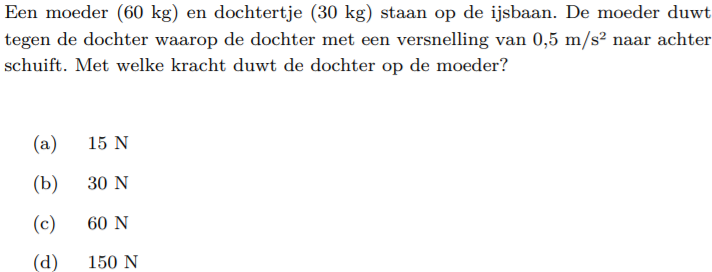 Een moeder (60 kg) en dochtertje (30 kg) staan op de ijsbaan. De moeder duwt
tegen de dochter waarop de dochter met een versnelling van 0,5 m/s² naar achter
schuift. Met welke kracht duwt de dochter op de moeder?
(a) 15 N
(b) 30 N
(c) 60 N
(d) 150 N